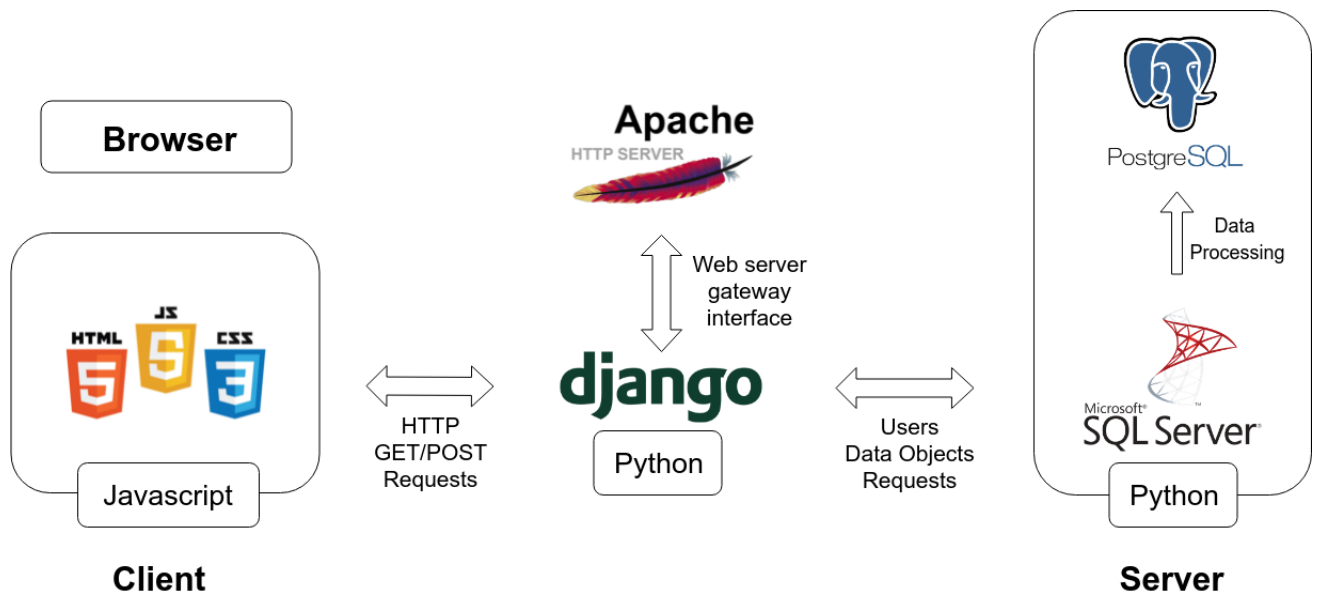 Browser
HTML
JS
CSS
5
5
3
Javascript
Client
HTTP
GET/POST
Requests
Apache
HTTP SERVER
Web server
gateway
interface
django
Python
Users
Data Objects
Requests
PostgreSQL
Data
Processing
Microsoft®
SQL Server®
™
Python
Server